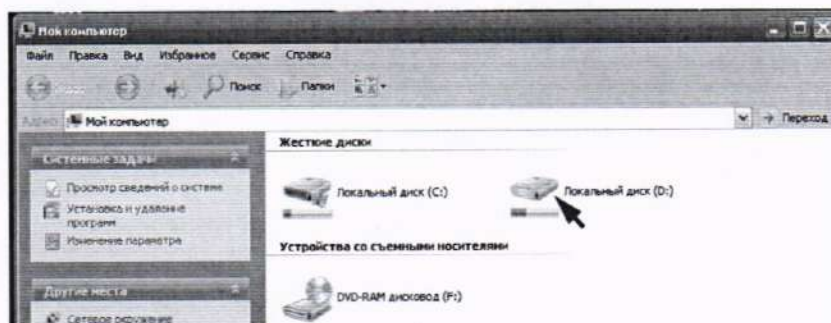 Мой компьютер
Файл Правка Вид Избранное Сервис Справка
Поиск Папки
Адрес: Мой компьютер Переход
Системные задачи
Просмотр сведений о системе
Установка и удаление
программ
Изменение параметра
Другие места
Сетевое окружение
Жесткие диски
Локальный диск (C:) Локальный диск (D:)
Устройства со съемными носителями
DVD-RAM дисковод (F:)